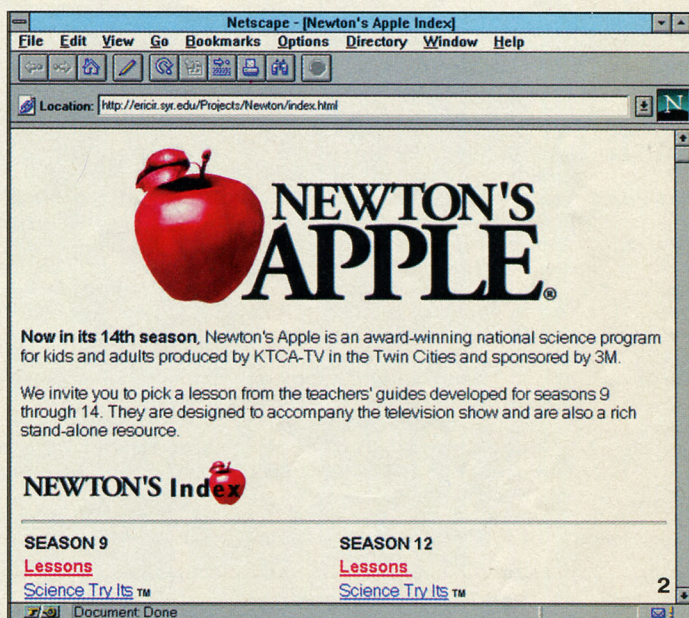 Netscape - [Newton's Apple Index]
File Edit View Go Bookmarks Options Directory Window Help
Location: http://ericir.syr.edu/Projects/Newton/index.html
N
NEWTON'S
APPLE®
Now in its 14th season, Newton's Apple is an award-winning national science program
for kids and adults produced by KTCA-TV in the Twin Cities and sponsored by 3M.
We invite you to pick a lesson from the teachers' guides developed for seasons 9
through 14. They are designed to accompany the television show and are also a rich
stand-alone resource.
NEWTON'S Index
SEASON 9 SEASON 12
Lessons Lessons
Science Try Its TM Science Try Its TM
2
Document: Done